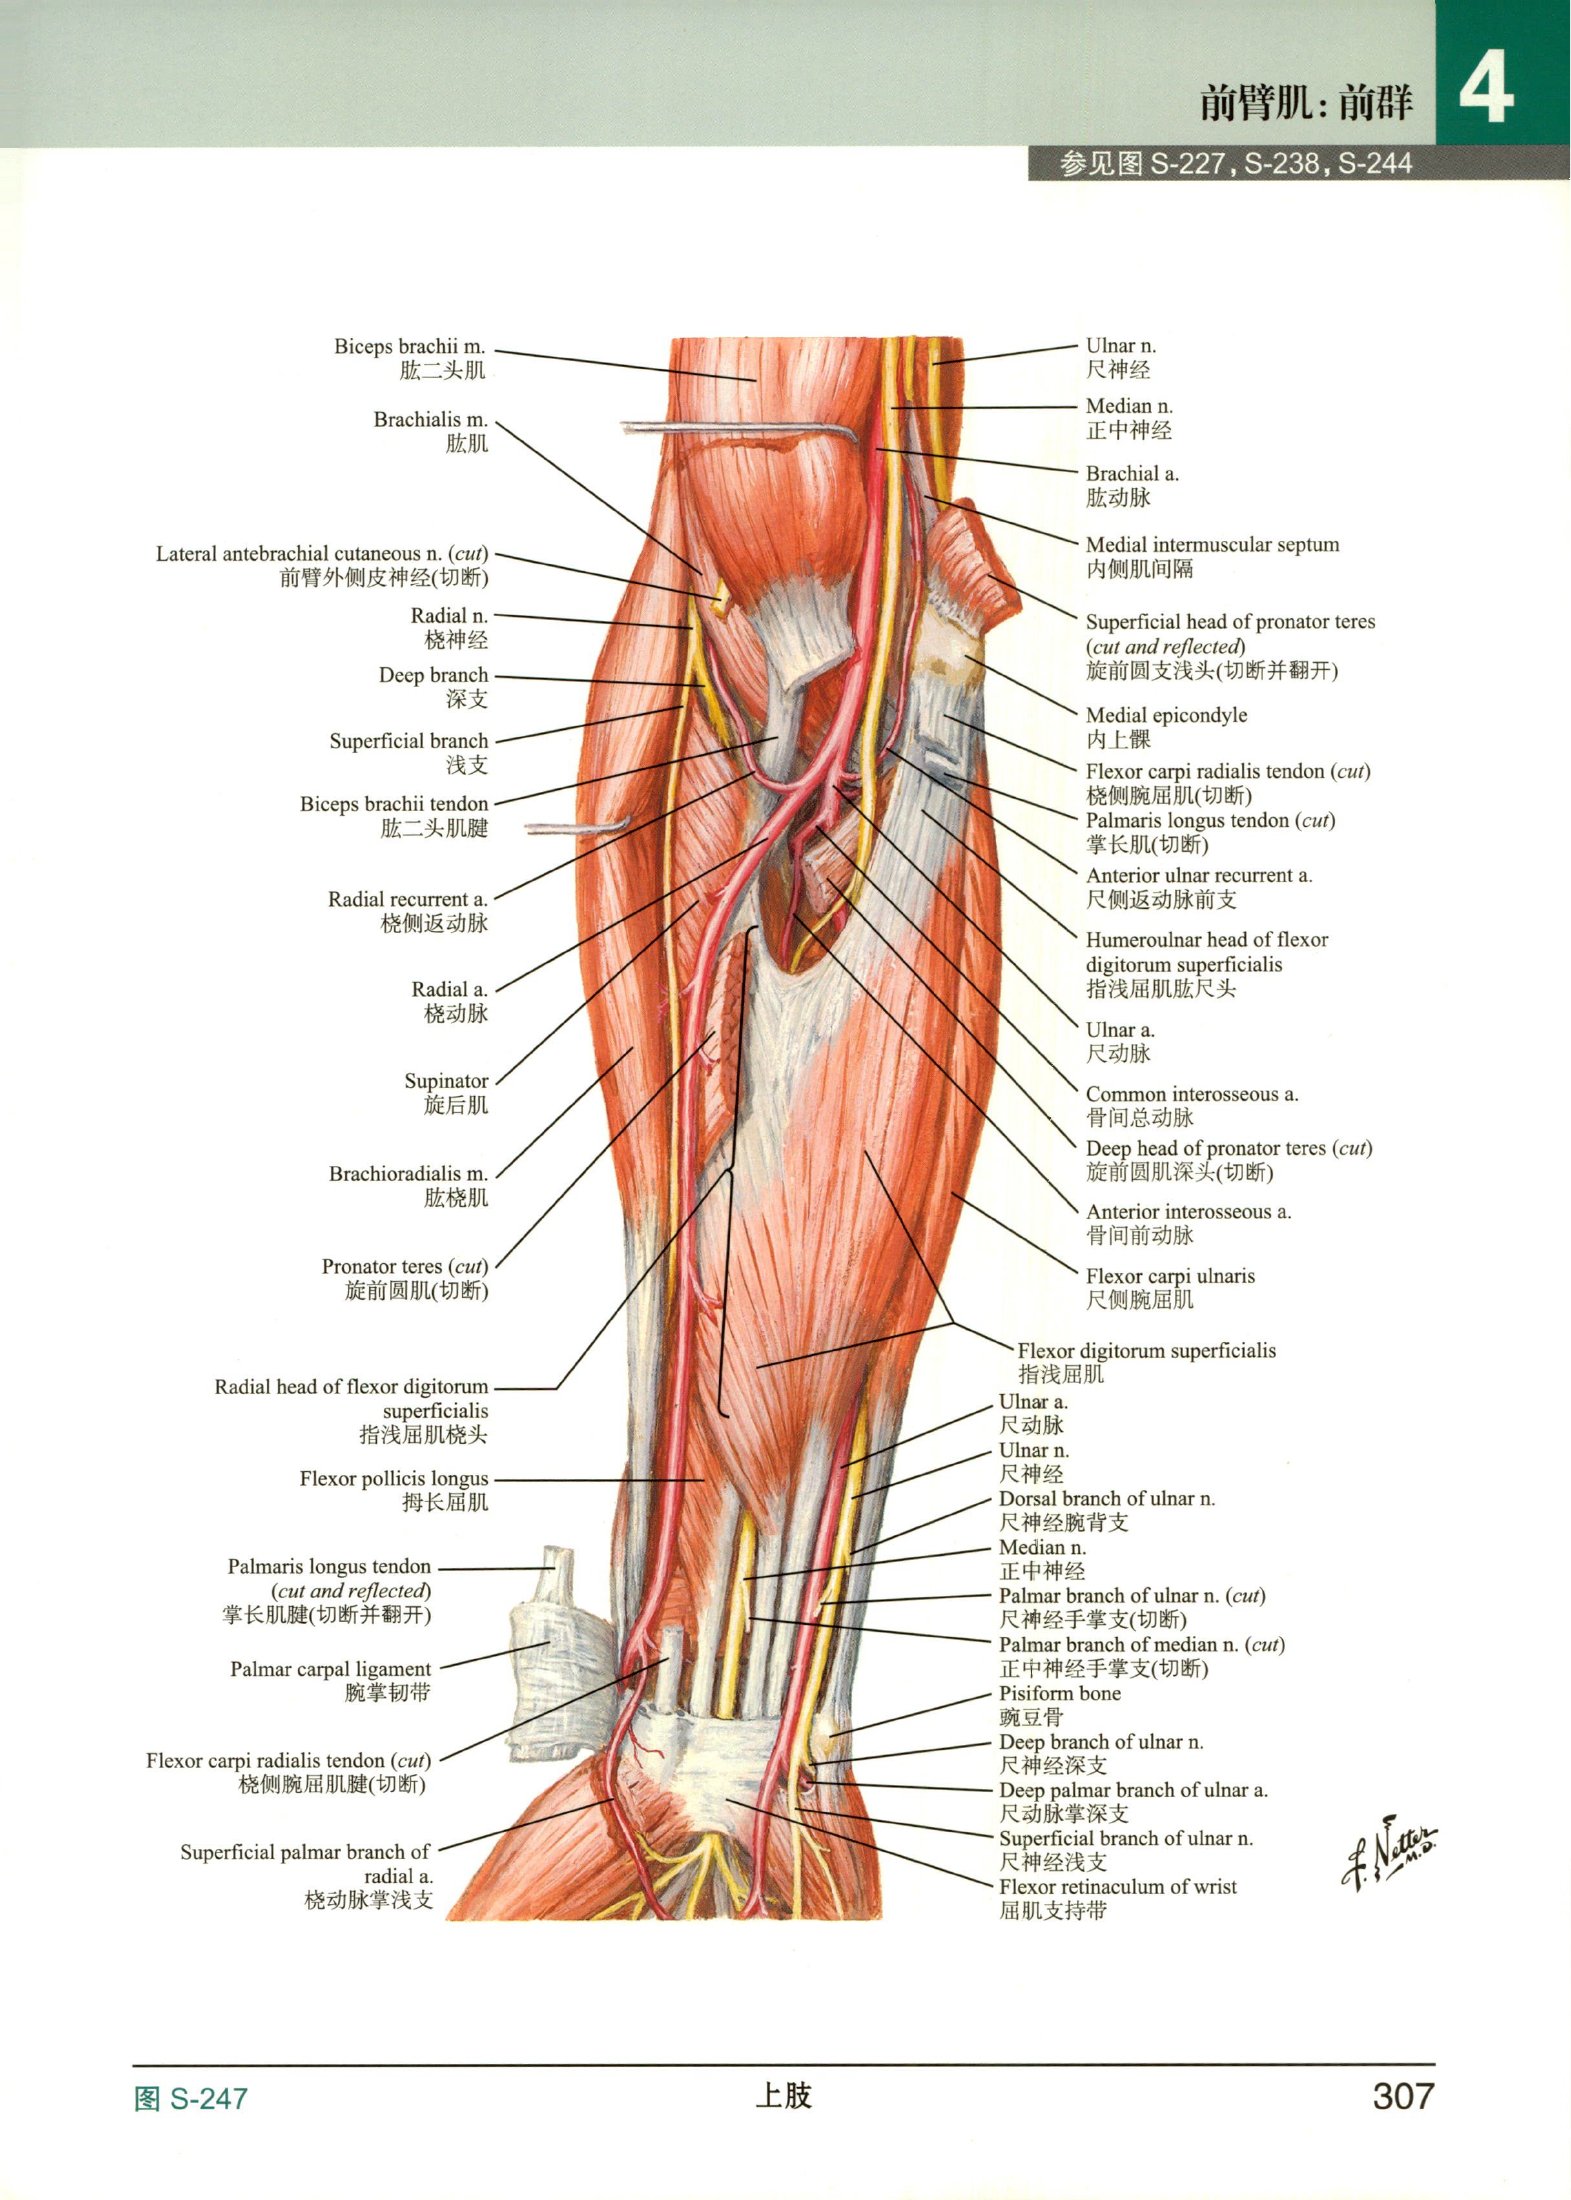 前臂肌：前群
4
参见图 S-227, S-238, S-244
Biceps brachii m.
肱二头肌
Brachialis m.
肱肌
Lateral antebrachial cutaneous n. (cut)
前臂外侧皮神经(切断)
Radial n.
桡神经
Deep branch
深支
Superficial branch
浅支
Biceps brachii tendon
肱二头肌腱
Radial recurrent a.
桡侧返动脉
Radial a.
桡动脉
Supinator
旋后肌
Brachioradialis m.
肱桡肌
Pronator teres (cut)
旋前圆肌(切断)
Radial head of flexor digitorum
superficialis
指浅屈肌桡头
Flexor pollicis longus
拇长屈肌
Palmaris longus tendon
(cut and reflected)
掌长肌腱(切断并翻开)
Palmar carpal ligament
腕掌韧带
Flexor carpi radialis tendon (cut)
桡侧腕屈肌腱(切断)
Superficial palmar branch of
radial a.
桡动脉掌浅支
Ulnar n.
尺神经
Median n.
正中神经
Brachial a.
肱动脉
Medial intermuscular septum
内侧肌间隔
Superficial head of pronator teres
(cut and reflected)
旋前圆支浅头(切断并翻开)
Medial epicondyle
内上髁
Flexor carpi radialis tendon (cut)
桡侧腕屈肌(切断)
Palmaris longus tendon (cut)
掌长肌(切断)
Anterior ulnar recurrent a.
尺侧返动脉前支
Humeroulnar head of flexor
digitorum superficialis
指浅屈肌肱尺头
Ulnar a.
尺动脉
Common interosseous a.
骨间总动脉
Deep head of pronator teres (cut)
旋前圆肌深头(切断)
Anterior interosseous a.
骨间前动脉
Flexor carpi ulnaris
尺侧腕屈肌
Flexor digitorum superficialis
指浅屈肌
Ulnar a.
尺动脉
Ulnar n.
尺神经
Dorsal branch of ulnar n.
尺神经腕背支
Median n.
正中神经
Palmar branch of ulnar n. (cut)
尺神经手掌支(切断)
Palmar branch of median n. (cut)
正中神经手掌支(切断)
Pisiform bone
豌豆骨
Deep branch of ulnar n.
尺神经深支
Deep palmar branch of ulnar a.
尺动脉掌深支
Superficial branch of ulnar n.
尺神经浅支
Flexor retinaculum of wrist
屈肌支持带
F. Netter
M.D.
图 S-247
上肢
307